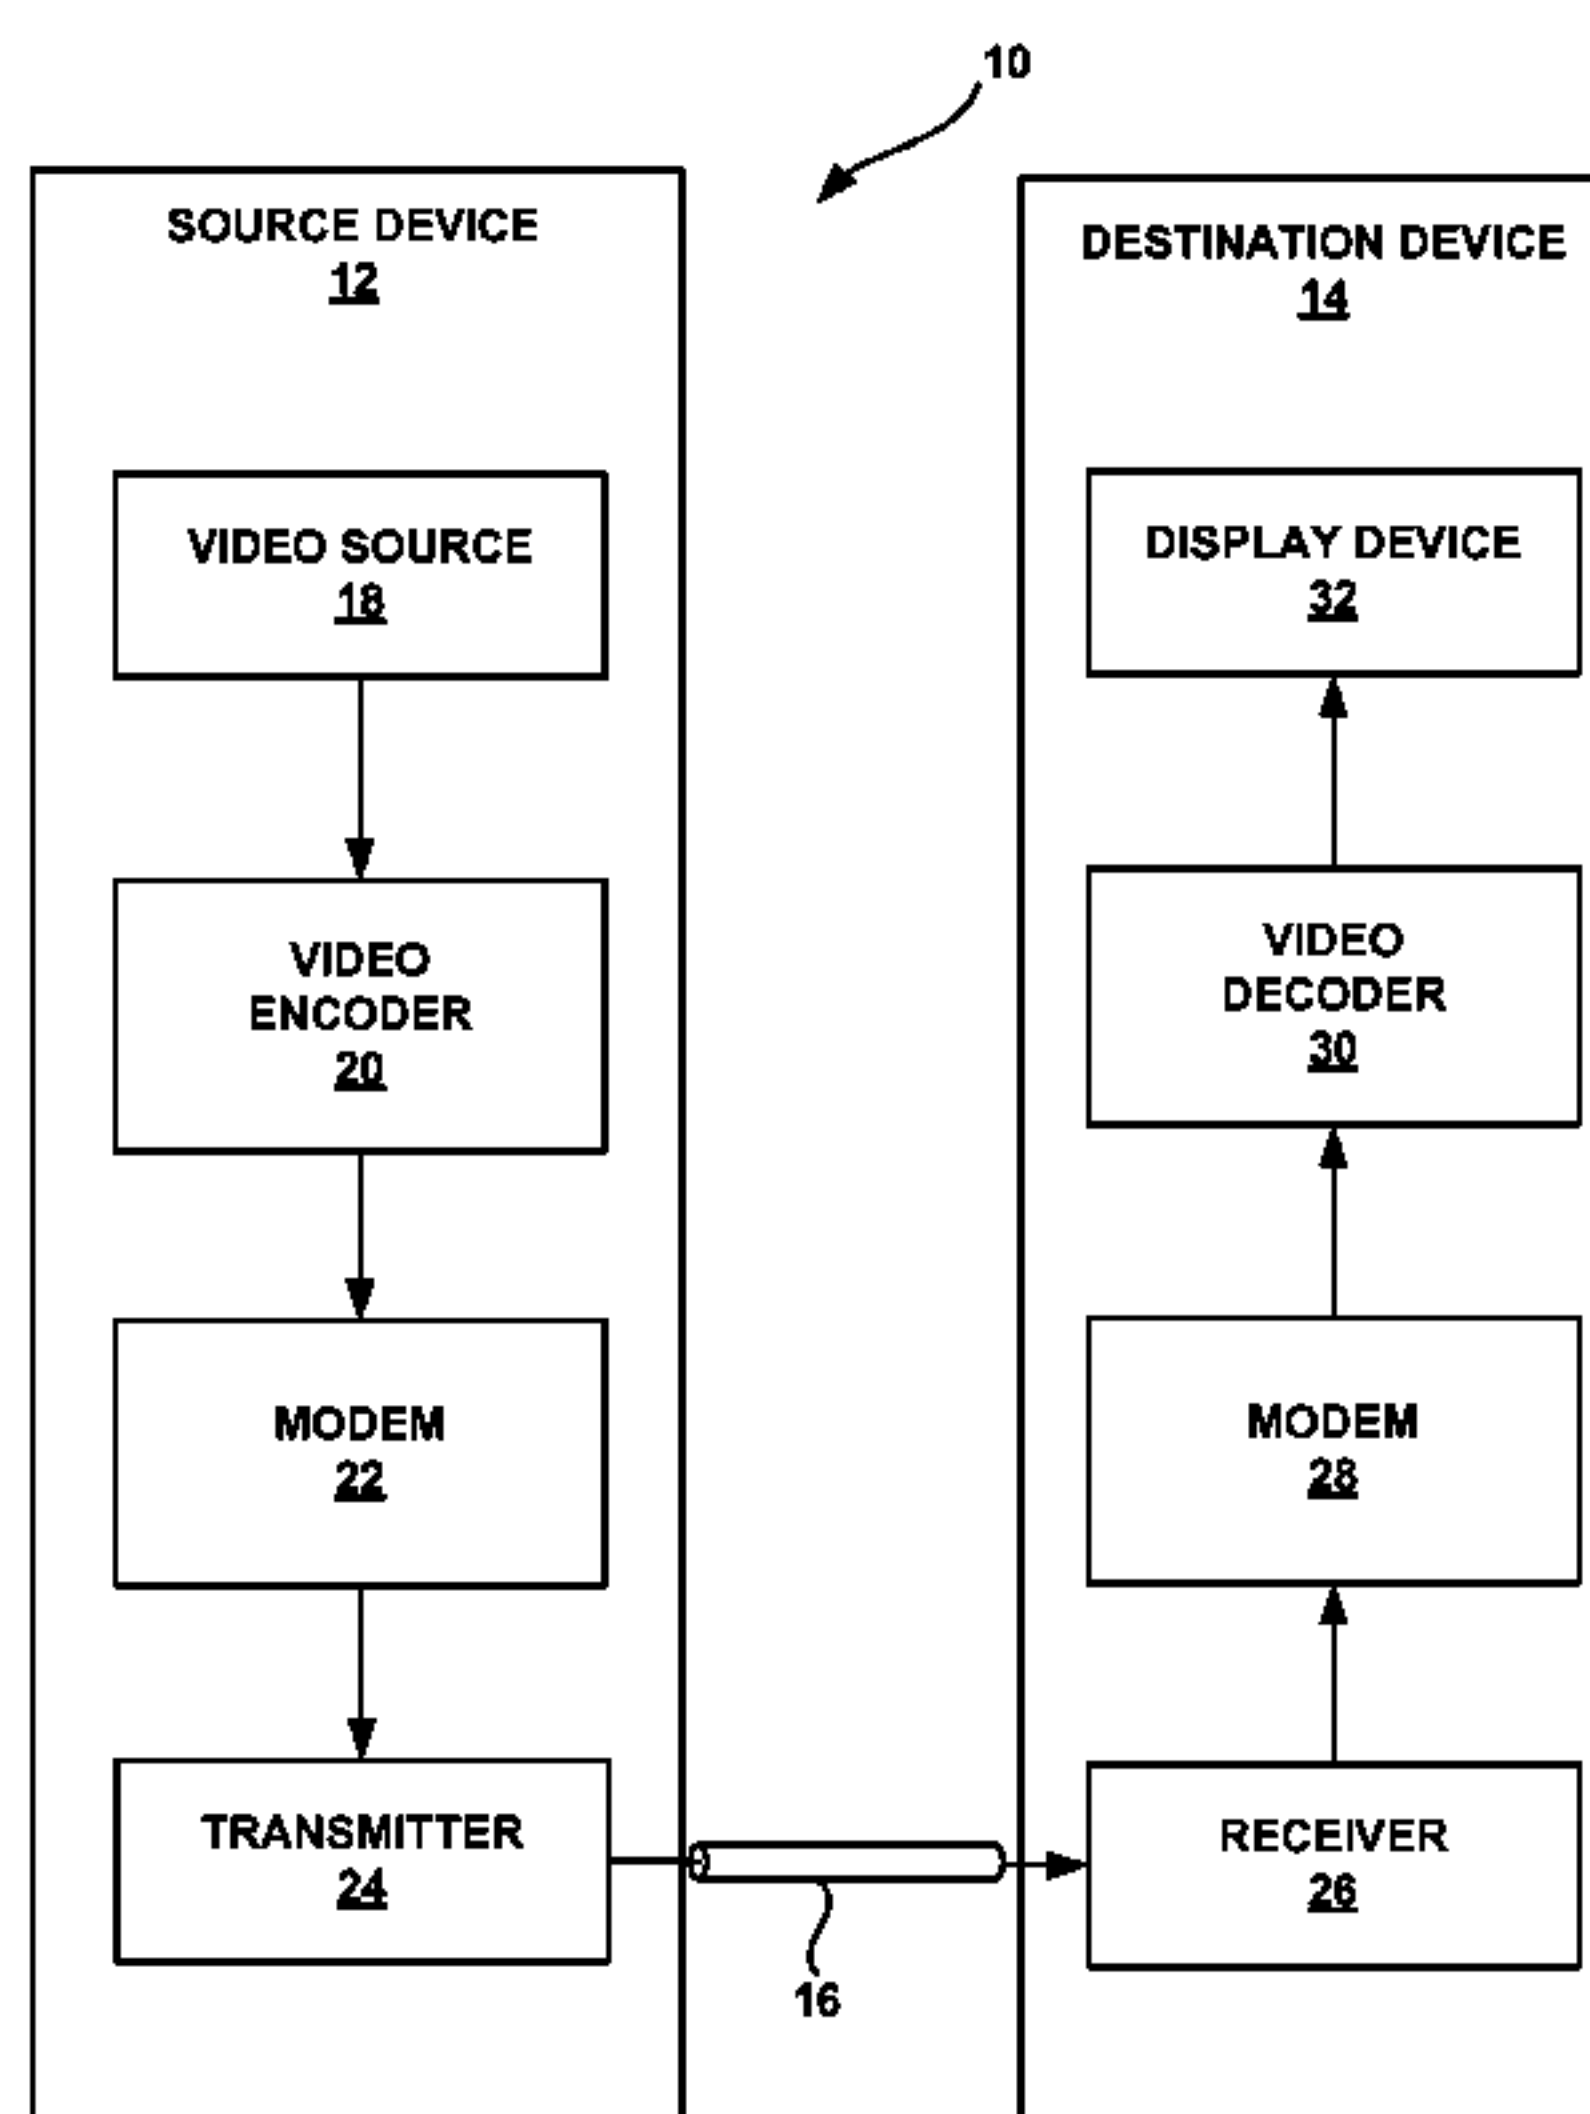 10
SOURCE DEVICE
12
VIDEO SOURCE
18
VIDEO
ENCODER
20
MODEM
22
TRANSMITTER
24
16
DESTINATION DEVICE
14
DISPLAY DEVICE
32
VIDEO
DECODER
30
MODEM
28
RECEIVER
26